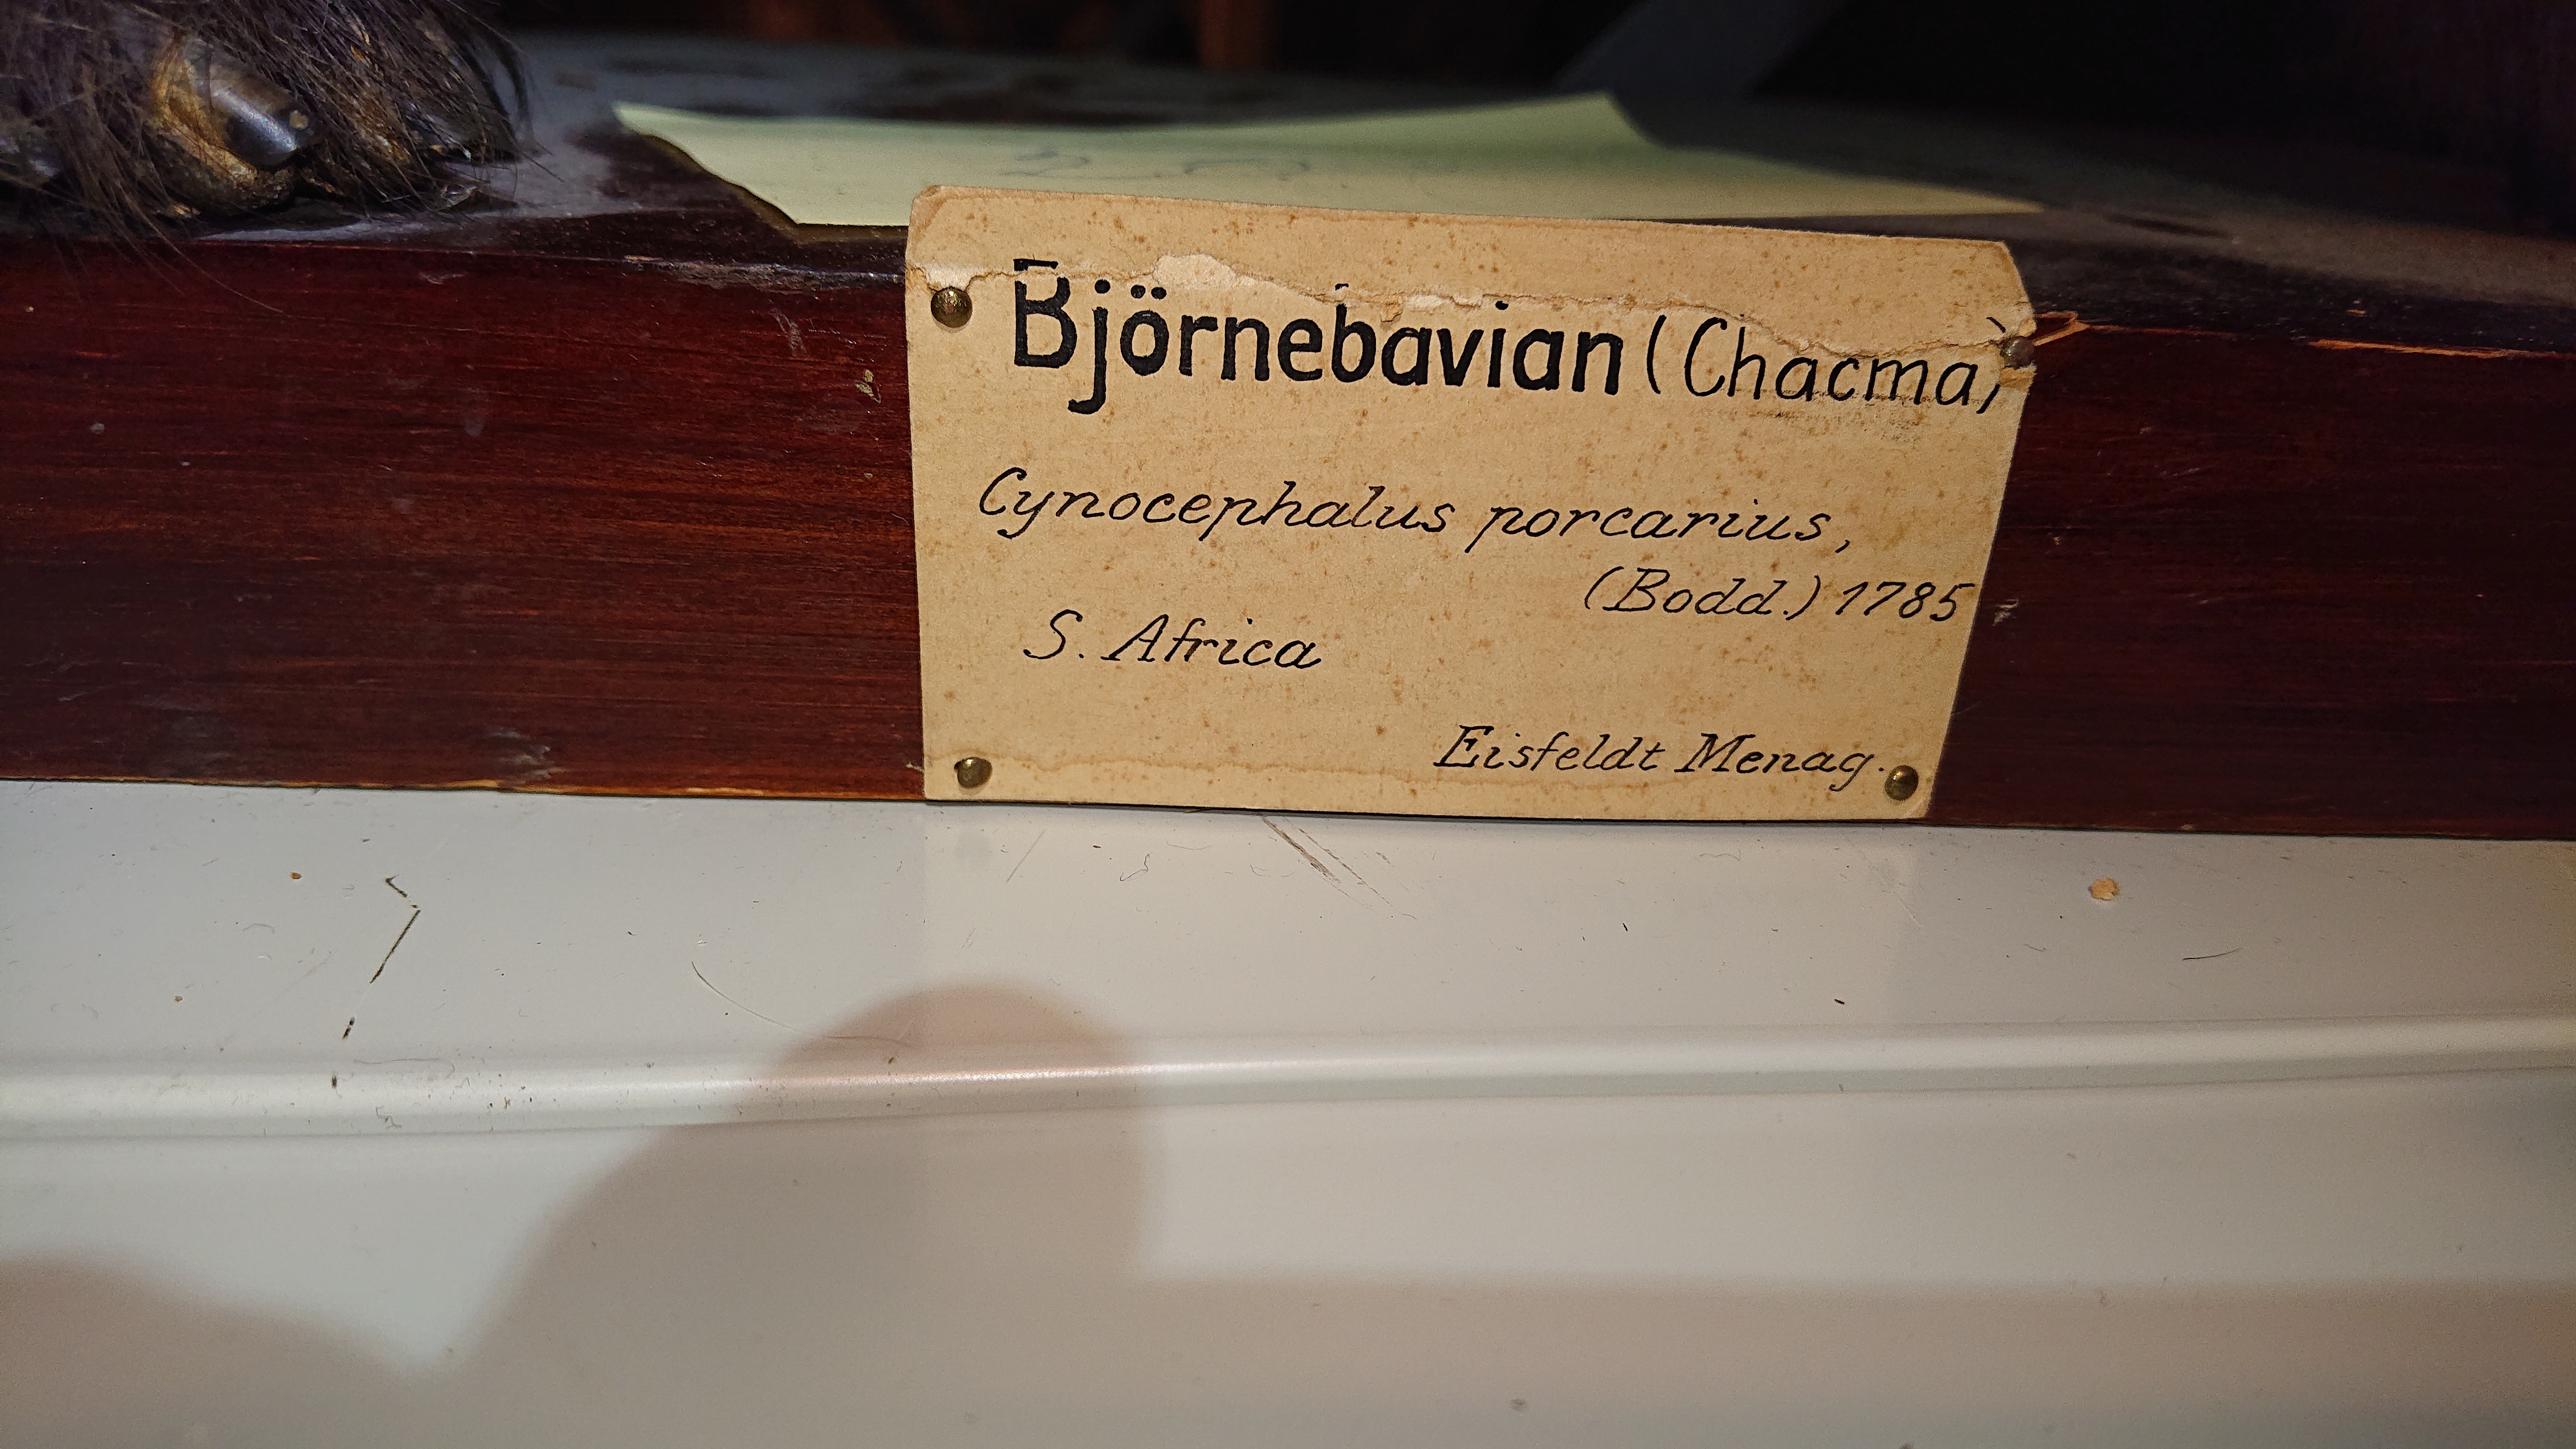 Björnebavian (Chacma)
Cynocephalus porcarius,
(Bodd.) 1785
S. Africa
Eisfeldt Menag.